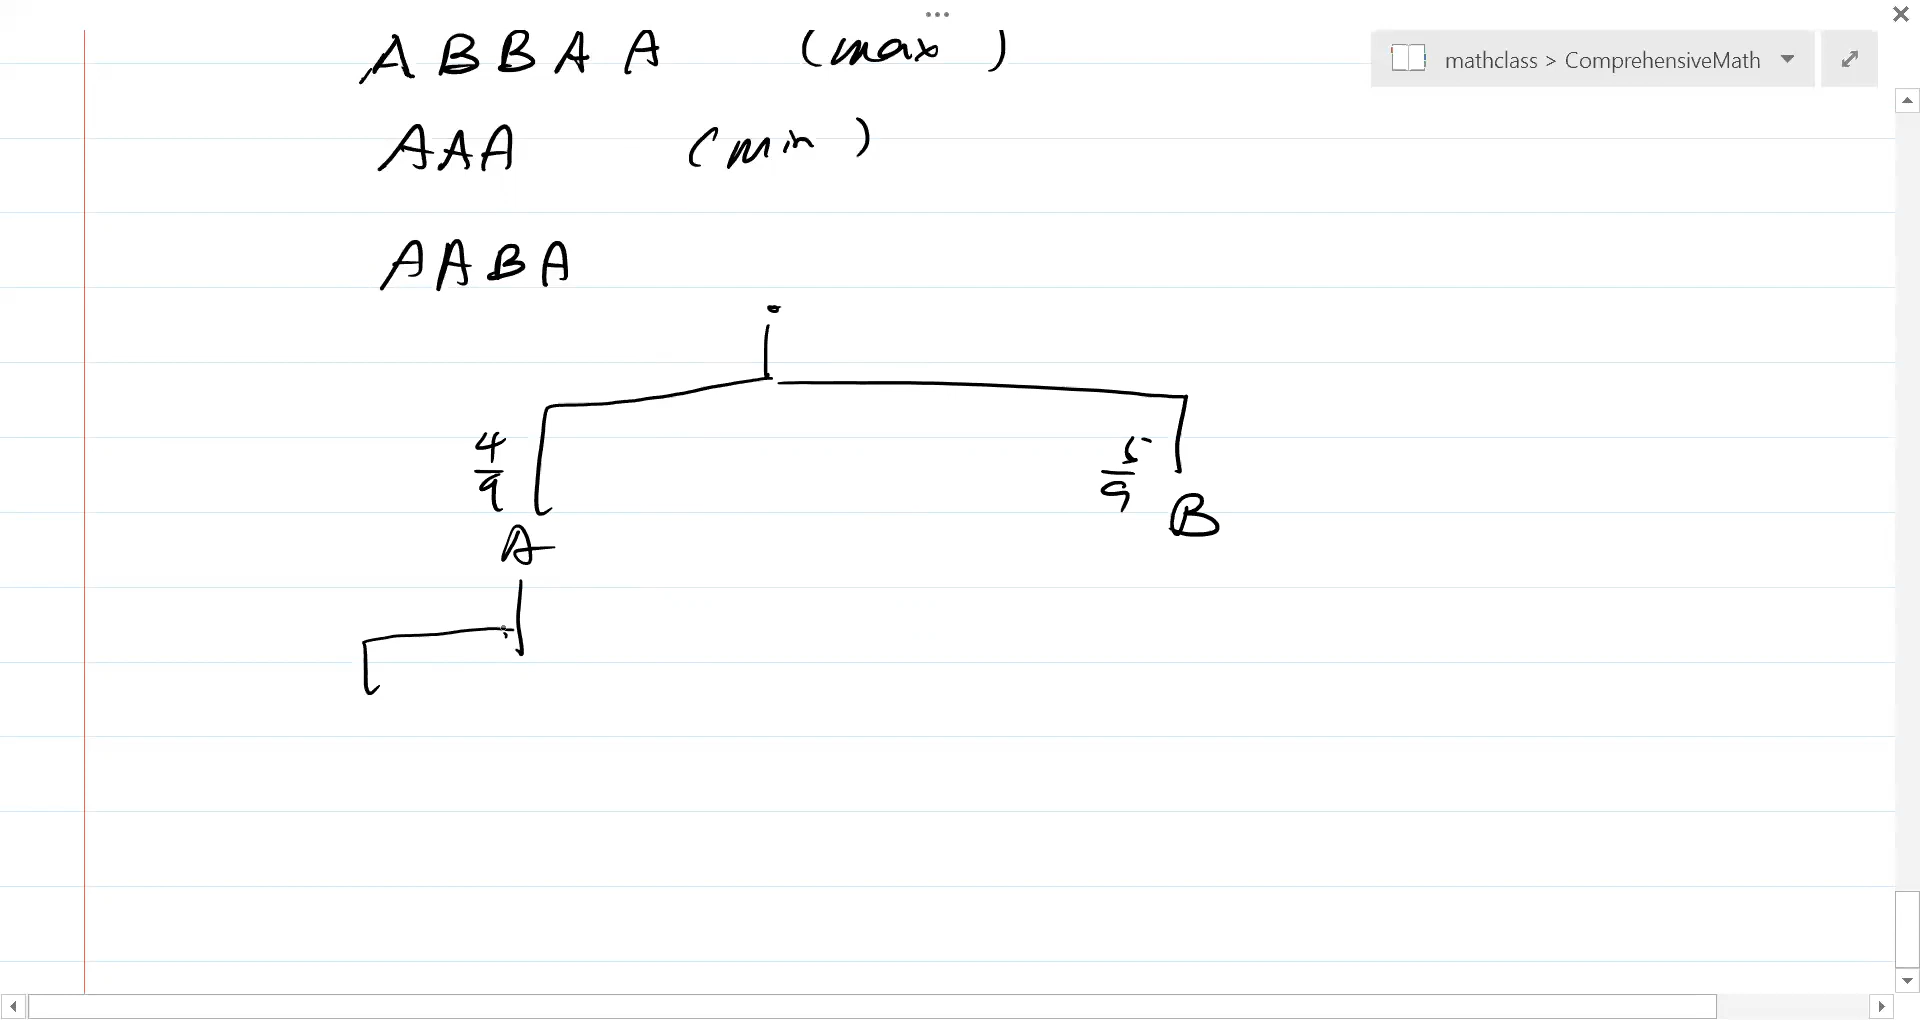 A B B A A (max)
mathclass > ComprehensiveMath
AAA (min)
AABA
4/9 5/9
A B